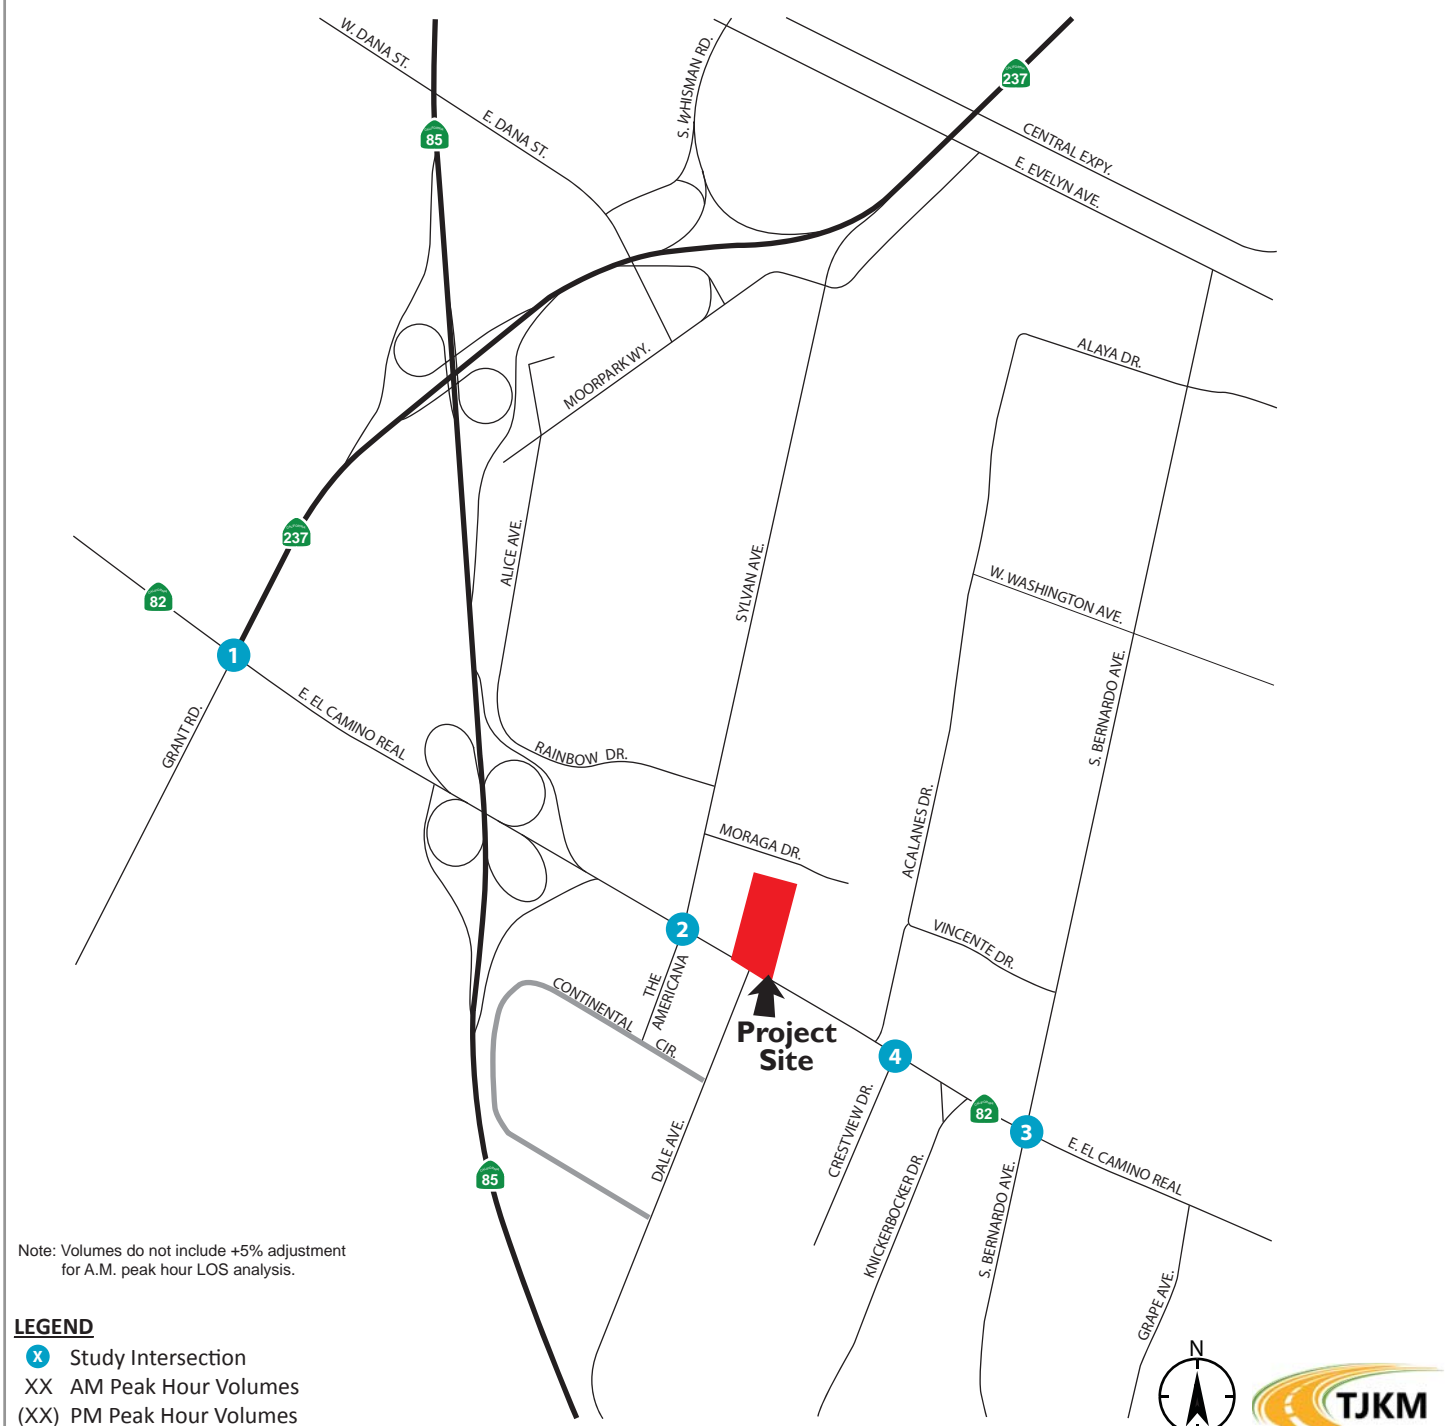 W. DANA ST.
E. DANA ST.
S. WHISMAN RD.
237
85
CENTRAL EXPY.
E. EVELYN AVE.
ALAYA DR.
MOORPARK WY.
237
82
ALICE AVE.
SYLVAN AVE.
W. WASHINGTON AVE.
1
E. EL CAMINO REAL
GRANT RD.
S. BERNARDO AVE.
RAINBOW DR.
ACALANES DR.
MORAGA DR.
2
VINCENTE DR.
THE
AMERICANA
CONTINENTAL
CIR.
Project
Site
4
82
3
CRESTVIEW DR.
DALE AVE.
E. EL CAMINO REAL
85
KNICKERBOCKER DR.
S. BERNARDO AVE.
GRAPE AVE.
Note: Volumes do not include +5% adjustment
for A.M. peak hour LOS analysis.
LEGEND
X Study Intersection
XX AM Peak Hour Volumes
(XX) PM Peak Hour Volumes
N
TJKM